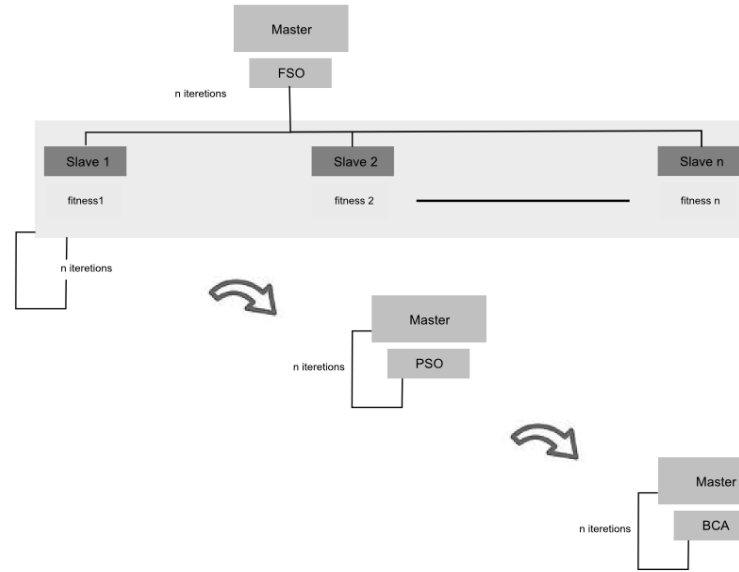 Master
FSO
n iteretions
Slave 1
Slave 2
Slave n
fitness1
fitness 2
fitness n
n iteretions
Master
n iteretions
PSO
Master
n iteretions
BCA